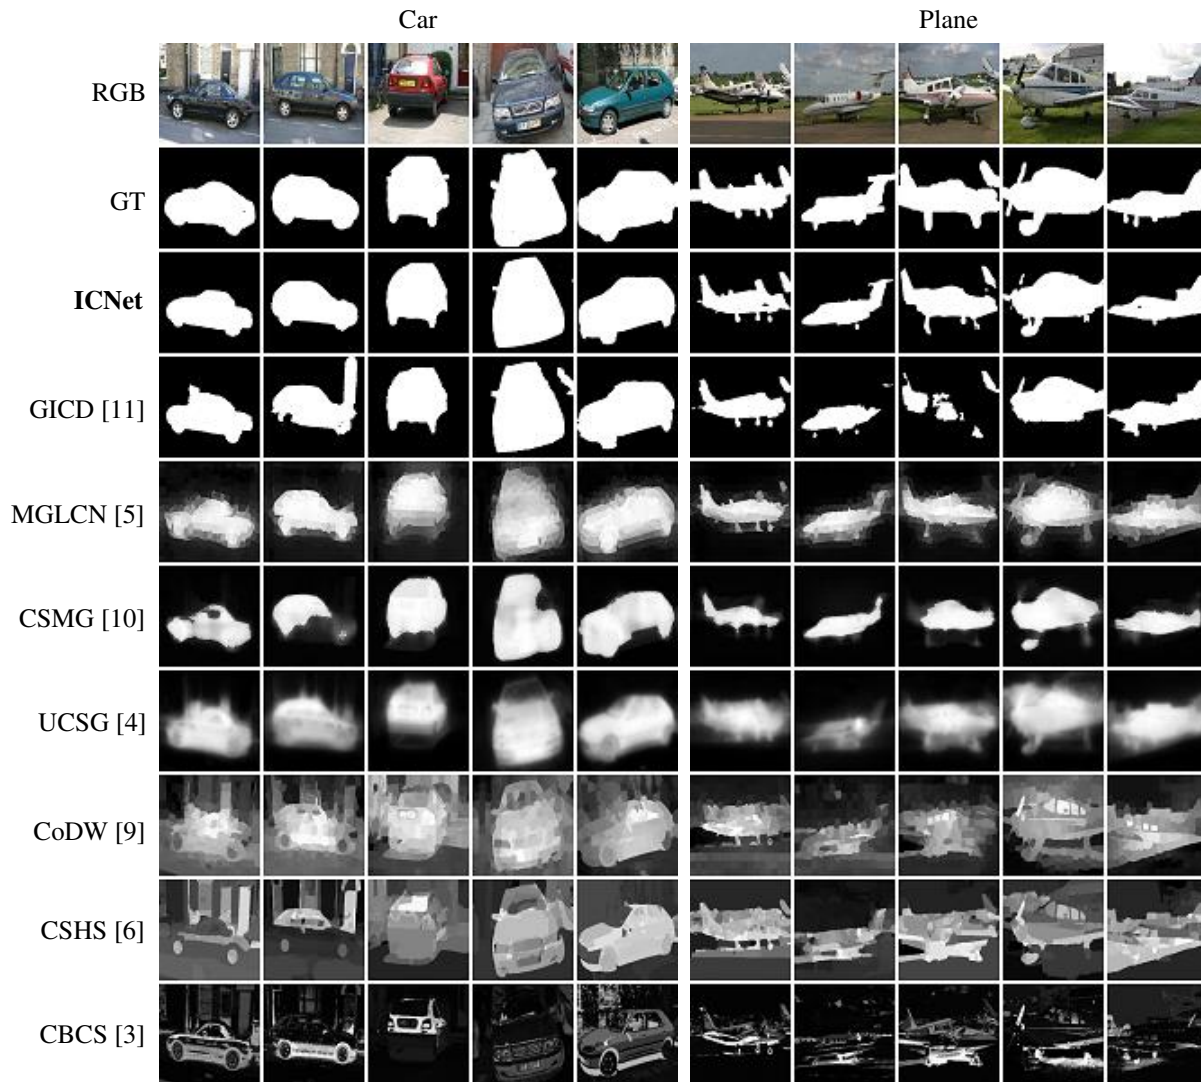 Car Plane
RGB
GT
ICNet
GICD [11]
MGLCN [5]
CSMG [10]
UCSG [4]
CoDW [9]
CSHS [6]
CBCS [3]